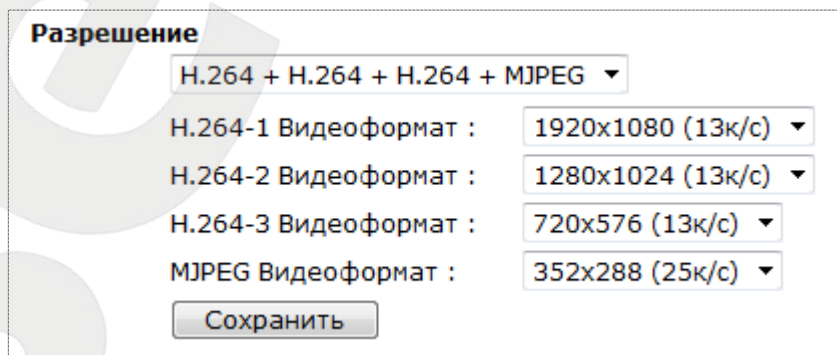 Разрешение
H.264 + H.264 + H.264 + MJPEG
H.264-1 Видеоформат : 1920x1080 (13к/с)
H.264-2 Видеоформат : 1280x1024 (13к/с)
H.264-3 Видеоформат : 720x576 (13к/с)
MJPEG Видеоформат : 352x288 (25к/с)
Сохранить